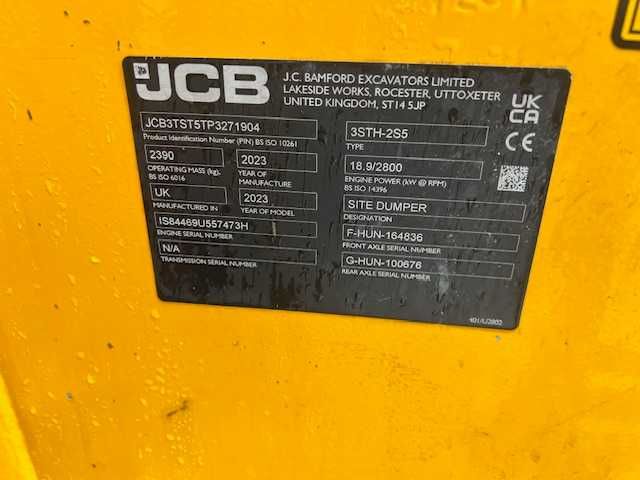 JCB
J.C. BAMFORD EXCAVATORS LIMITED
LAKESIDE WORKS, ROCESTER, UTTOXETER
UNITED KINGDOM, ST14 5JP
UK
CA
CE
JCB3TST5TP3271904
Product Identification Number (PIN) BS ISO 10261
2390
OPERATING MASS (kg),
BS ISO 6016
2023
YEAR OF
MANUFACTURE
UK
MANUFACTURED IN
2023
YEAR OF MODEL
IS84469U557473H
ENGINE SERIAL NUMBER
N/A
TRANSMISSION SERIAL NUMBER
3STH-2S5
TYPE
18.9/2800
ENGINE POWER (kW @ RPM)
BS ISO 14396
SITE DUMPER
DESIGNATION
F-HUN-164836
FRONT AXLE SERIAL NUMBER
G-HUN-100676
REAR AXLE SERIAL NUMBER